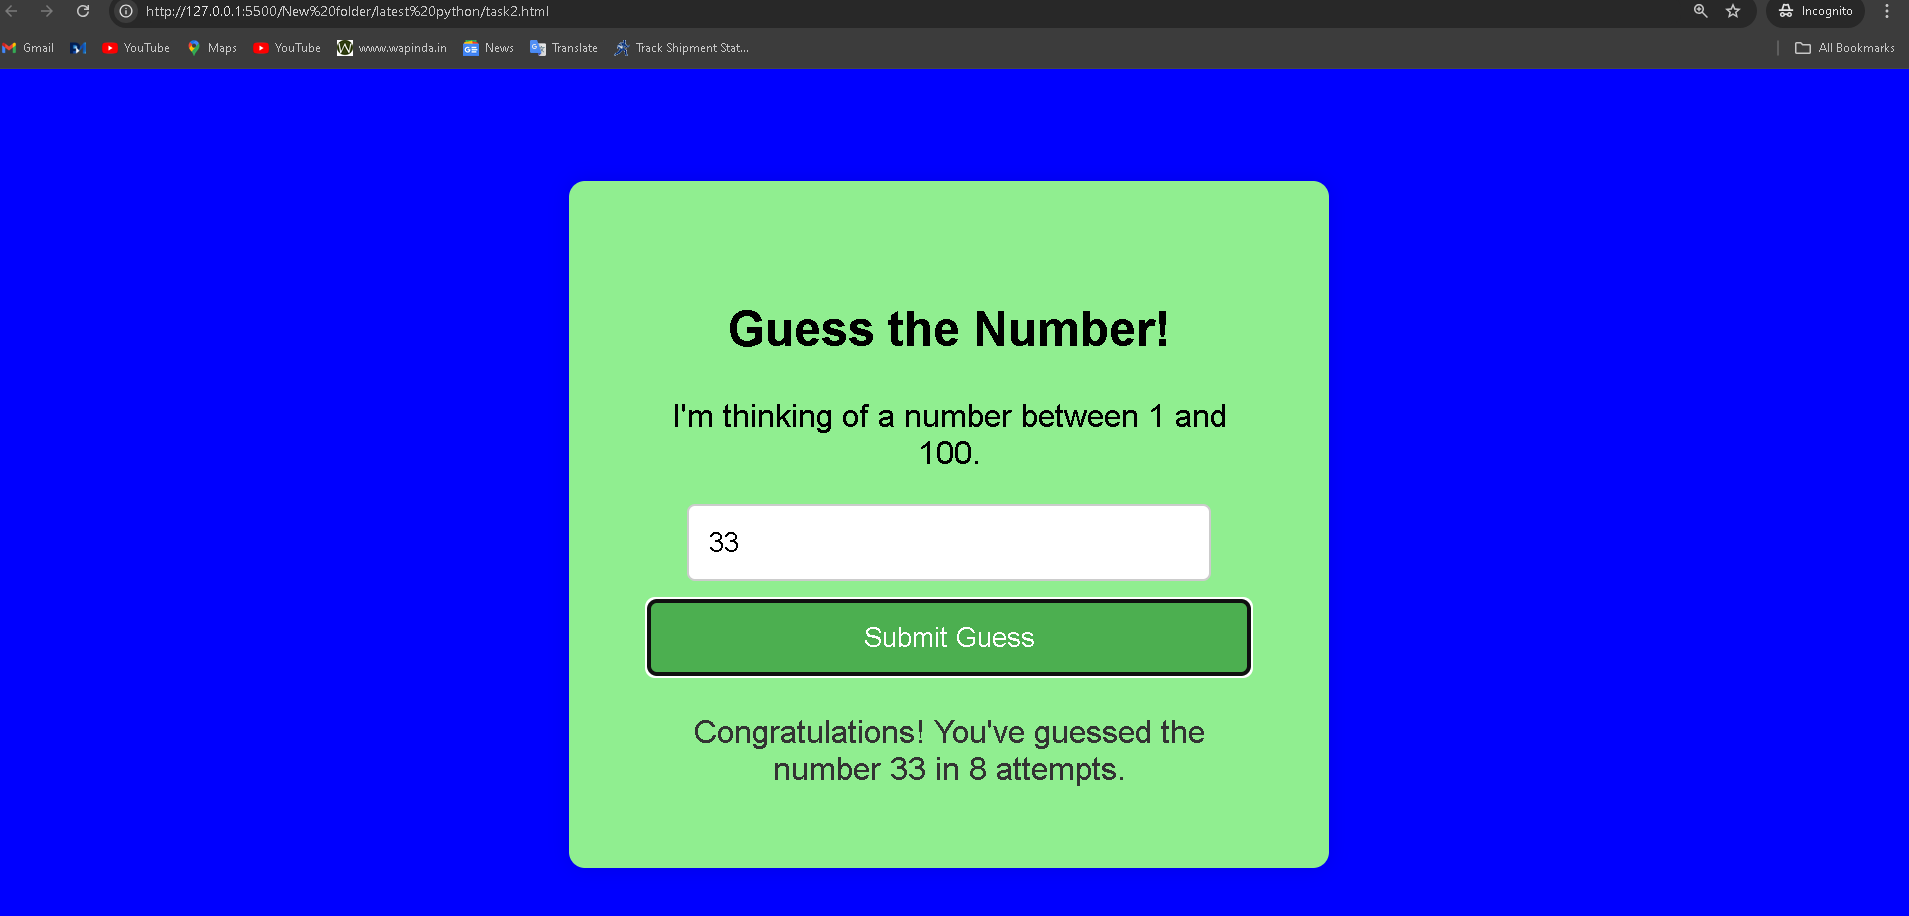 http://127.0.0.1:5500/New%20folder/latest%20python/task2.html
Incognito
Gmail YouTube Maps YouTube www.wapinda.in News Translate Track Shipment Stat... All Bookmarks
Guess the Number!
I'm thinking of a number between 1 and
100.
33
Submit Guess
Congratulations! You've guessed the
number 33 in 8 attempts.